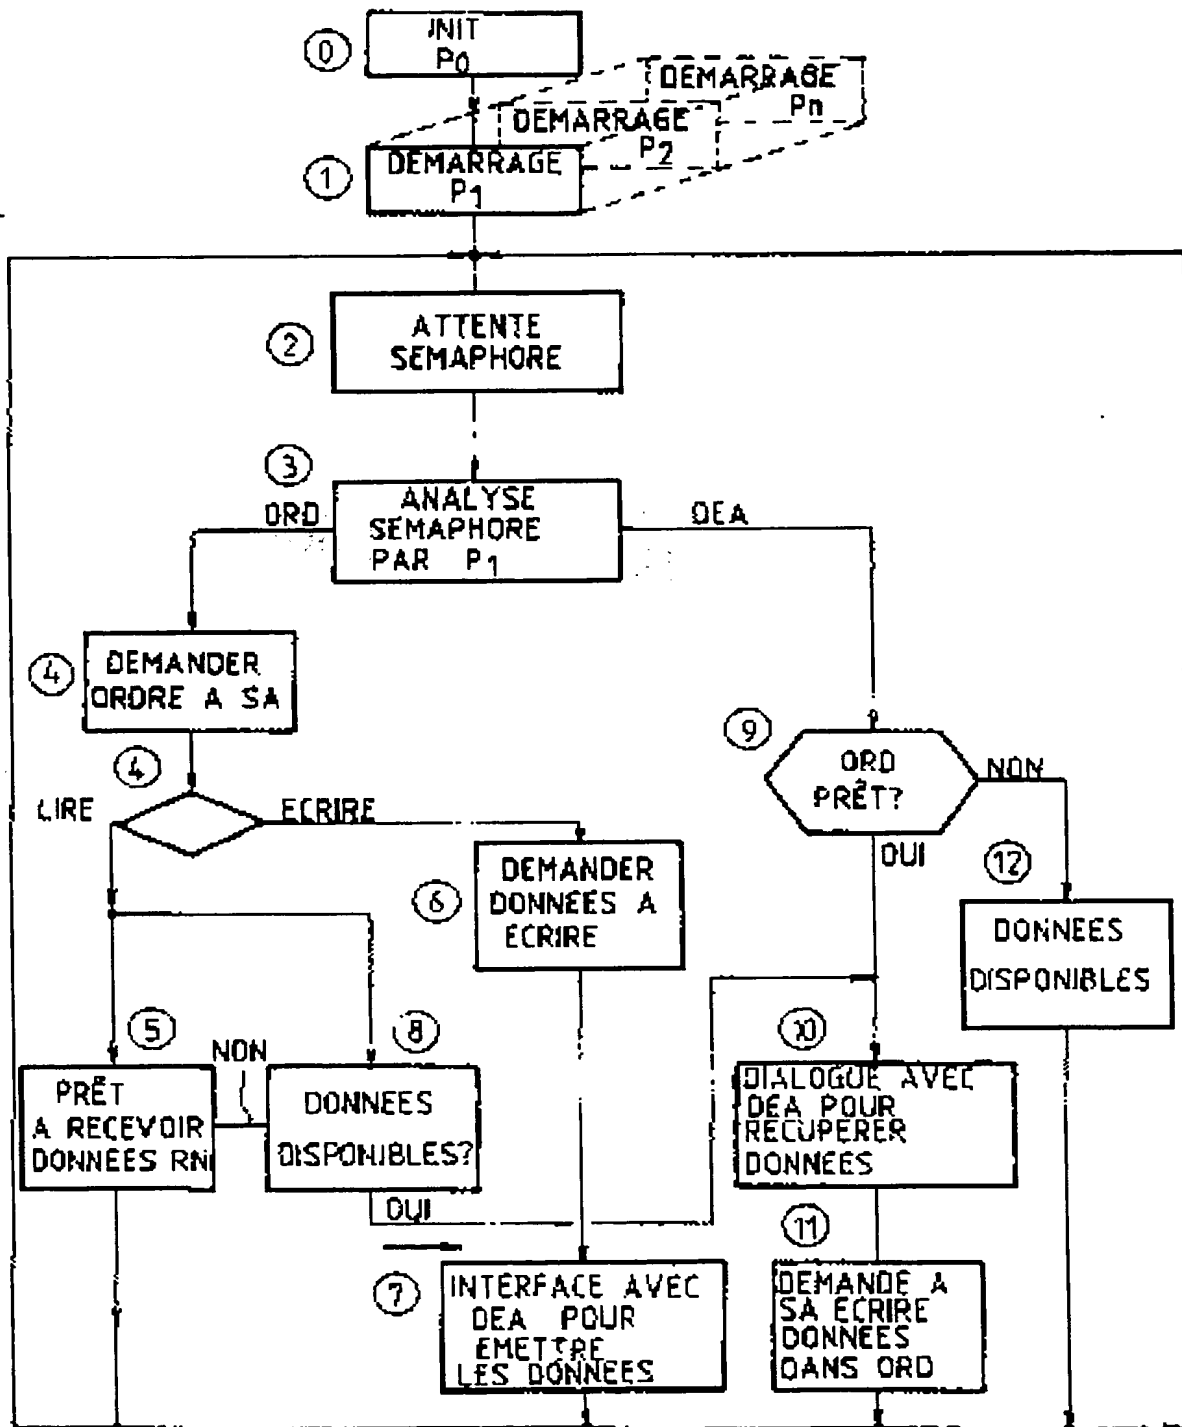 0
INIT
P0
DEMARRAGE
Pn
DEMARRAGE
P2
1
DEMARRAGE
P1
2
ATTENTE
SEMAPHORE
3
ANALYSE
SEMAPHORE
PAR P1
ORD
DEA
4
DEMANDER
ORDRE A SA
4
LIRE
ECRIRE
9
ORD
PRÊT?
NON
OUI
6
DEMANDER
DONNEES A
ECRIRE
12
DONNEES
DISPONIBLES
5
PRÊT
A RECEVOIR
DONNÉES RN
NON
8
DONNEES
DISPONIBLES?
OUI
10
DIALOGUE AVEC
DEA POUR
RECUPERER
DONNÉES
7
INTERFACE AVEC
DEA POUR
EMETTRE
LES DONNÉES
11
DEMANDE A
SA ECRIRE
DONNEES
DANS ORD